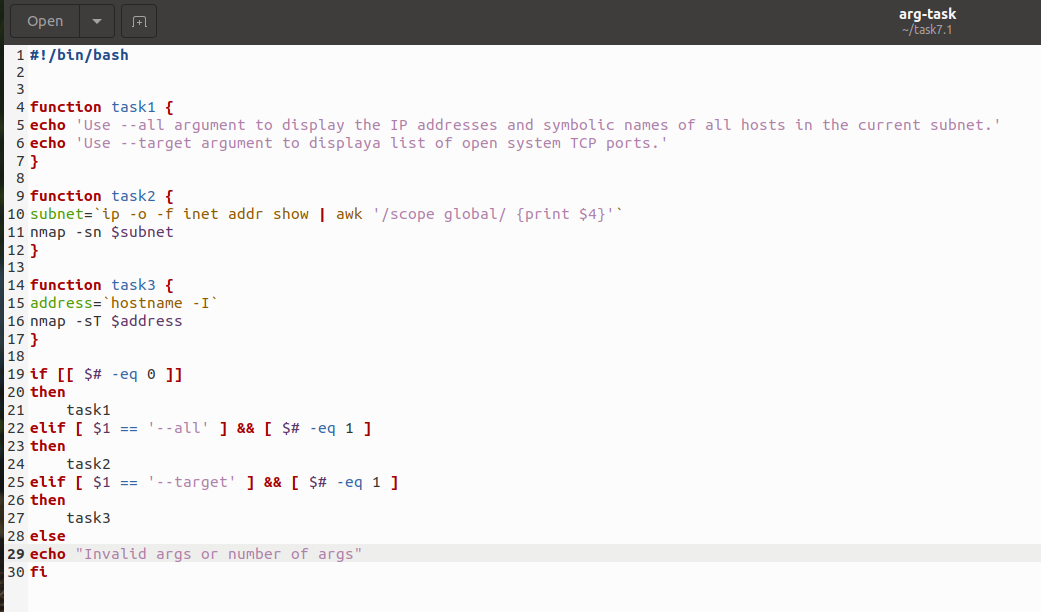 Open
arg-task
~/task7.1
1 #!/bin/bash
2
3
4 function task1 {
5 echo 'Use --all argument to display the IP addresses and symbolic names of all hosts in the current subnet.'
6 echo 'Use --target argument to displaya list of open system TCP ports.'
7 }
8
9 function task2 {
10 subnet=`ip -o -f inet addr show | awk '/scope global/ {print $4}'`
11 nmap -sn $subnet
12 }
13
14 function task3 {
15 address=`hostname -I`
16 nmap -sT $address
17 }
18
19 if [[ $# -eq 0 ]]
20 then
21     task1
22 elif [ $1 == '--all' ] && [ $# -eq 1 ]
23 then
24     task2
25 elif [ $1 == '--target' ] && [ $# -eq 1 ]
26 then
27     task3
28 else
29 echo "Invalid args or number of args"
30 fi